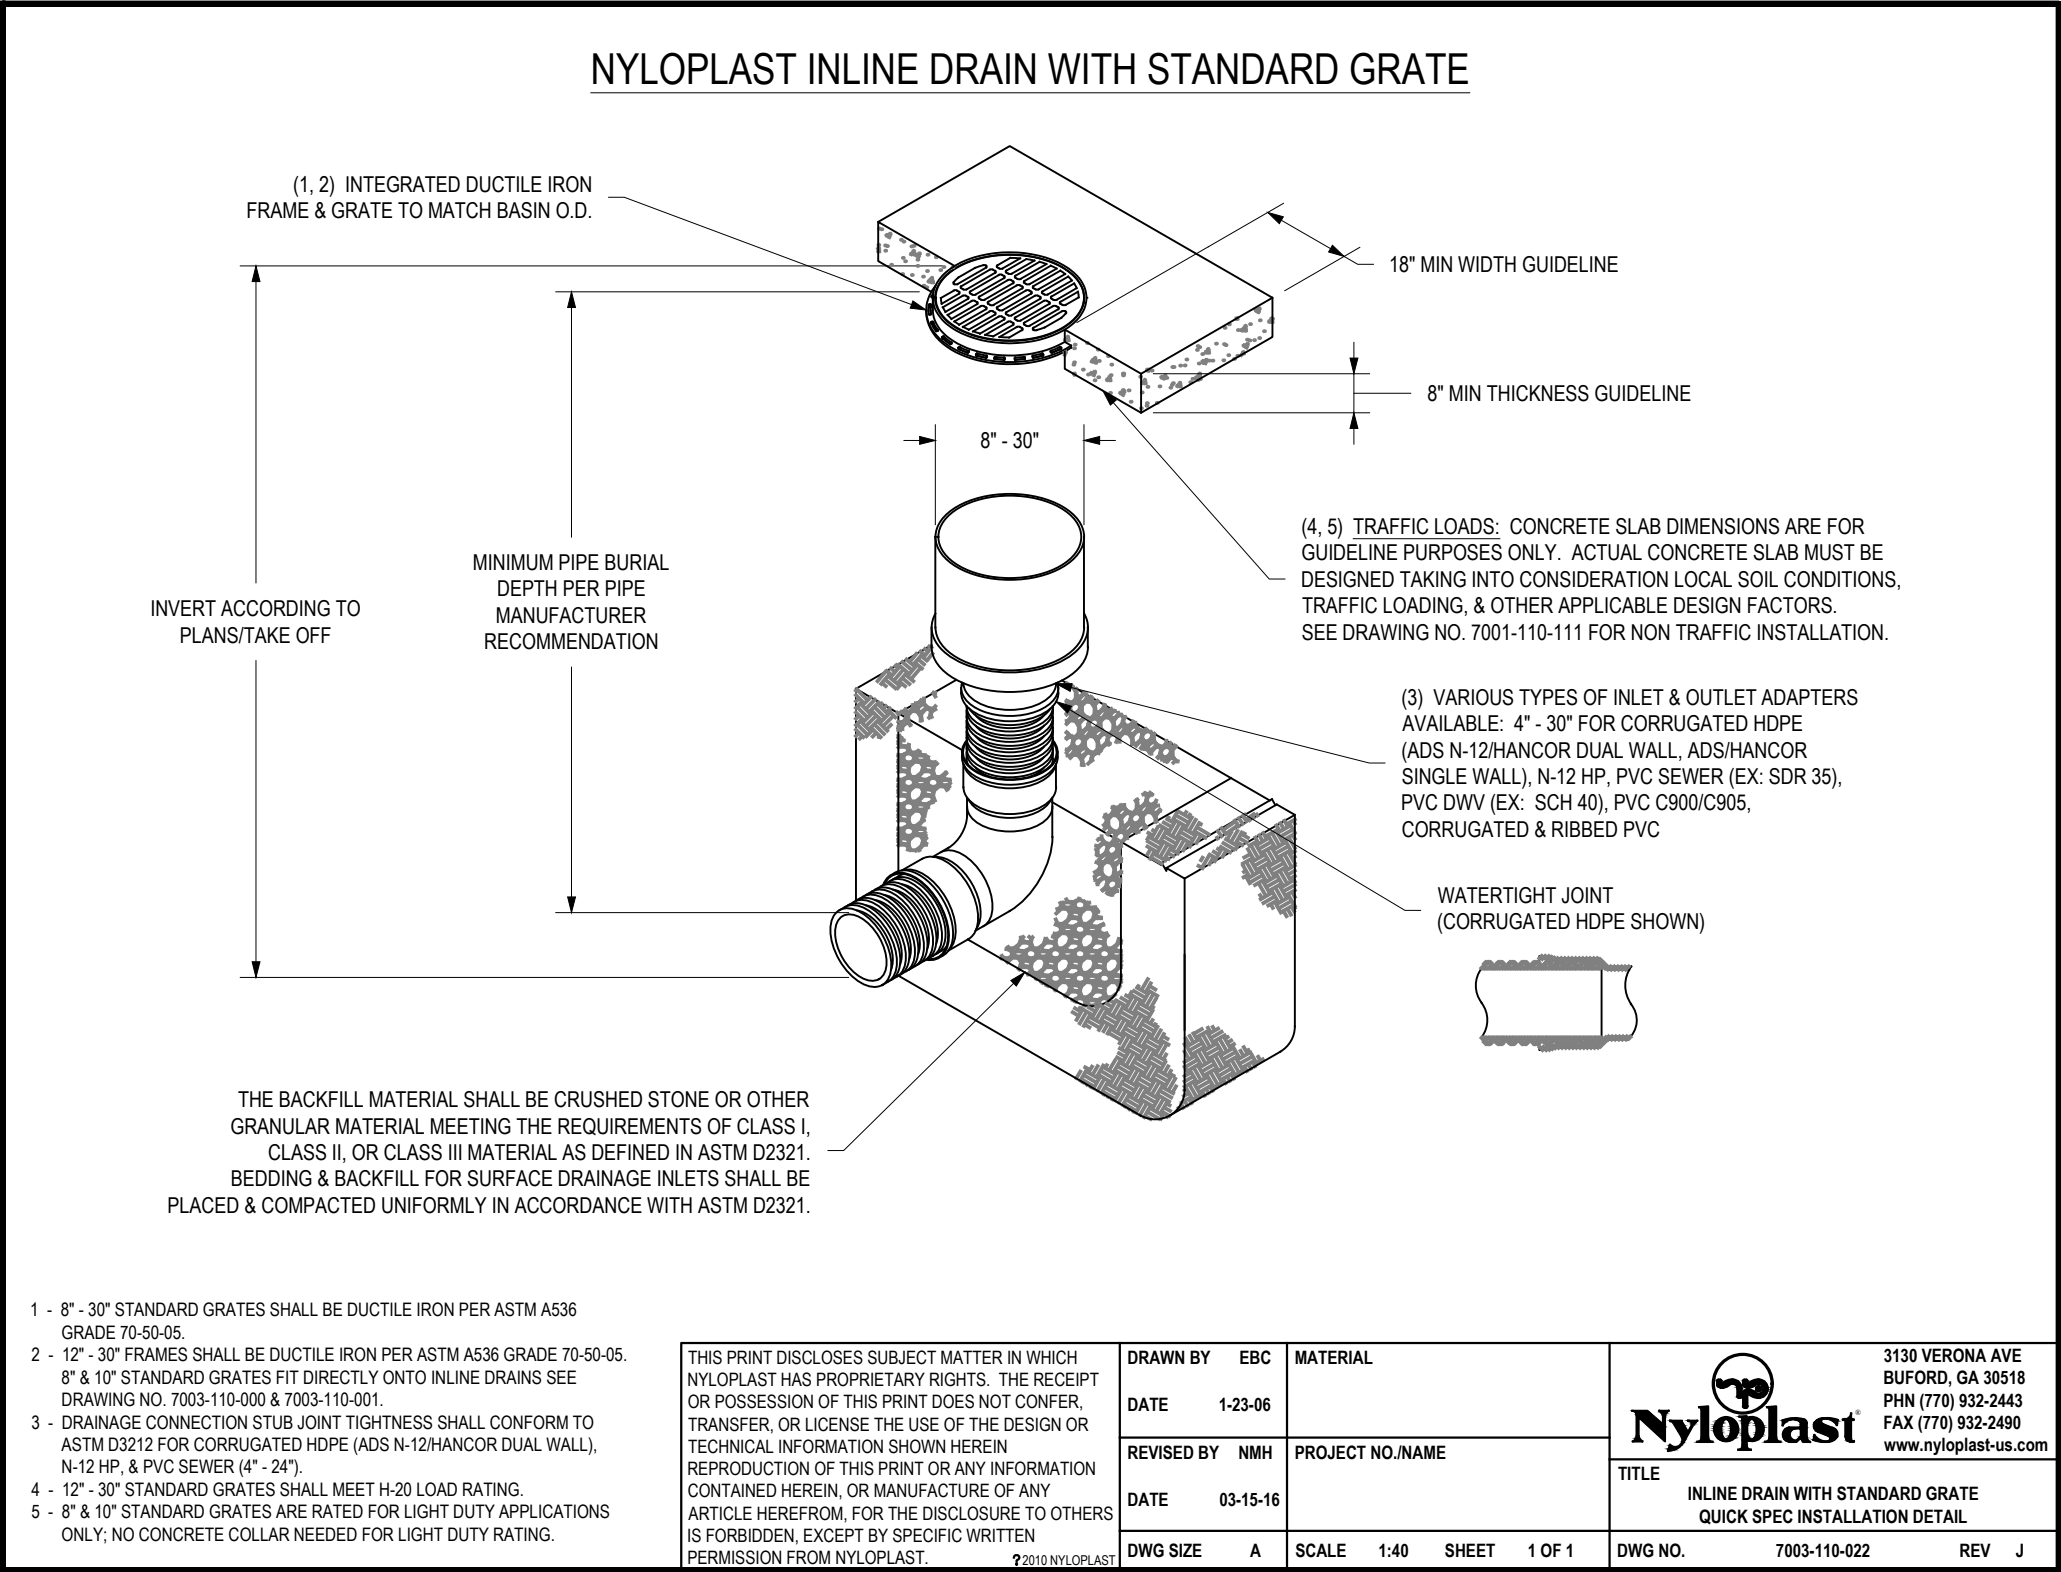 NYLOPLAST INLINE DRAIN WITH STANDARD GRATE
(1, 2) INTEGRATED DUCTILE IRON
FRAME & GRATE TO MATCH BASIN O.D.
18" MIN WIDTH GUIDELINE
8" MIN THICKNESS GUIDELINE
8" - 30"
MINIMUM PIPE BURIAL
DEPTH PER PIPE
MANUFACTURER
RECOMMENDATION
INVERT ACCORDING TO
PLANS/TAKE OFF
(4, 5) TRAFFIC LOADS: CONCRETE SLAB DIMENSIONS ARE FOR
GUIDELINE PURPOSES ONLY. ACTUAL CONCRETE SLAB MUST BE
DESIGNED TAKING INTO CONSIDERATION LOCAL SOIL CONDITIONS,
TRAFFIC LOADING, & OTHER APPLICABLE DESIGN FACTORS.
SEE DRAWING NO. 7001-110-111 FOR NON TRAFFIC INSTALLATION.
(3) VARIOUS TYPES OF INLET & OUTLET ADAPTERS
AVAILABLE: 4" - 30" FOR CORRUGATED HDPE
(ADS N-12/HANCOR DUAL WALL, ADS/HANCOR
SINGLE WALL), N-12 HP, PVC SEWER (EX: SDR 35),
PVC DWV (EX: SCH 40), PVC C900/C905,
CORRUGATED & RIBBED PVC
WATERTIGHT JOINT
(CORRUGATED HDPE SHOWN)
THE BACKFILL MATERIAL SHALL BE CRUSHED STONE OR OTHER
GRANULAR MATERIAL MEETING THE REQUIREMENTS OF CLASS I,
CLASS II, OR CLASS III MATERIAL AS DEFINED IN ASTM D2321.
BEDDING & BACKFILL FOR SURFACE DRAINAGE INLETS SHALL BE
PLACED & COMPACTED UNIFORMLY IN ACCORDANCE WITH ASTM D2321.
1 - 8" - 30" STANDARD GRATES SHALL BE DUCTILE IRON PER ASTM A536
GRADE 70-50-05.
2 - 12" - 30" FRAMES SHALL BE DUCTILE IRON PER ASTM A536 GRADE 70-50-05.
8" & 10" STANDARD GRATES FIT DIRECTLY ONTO INLINE DRAINS SEE
DRAWING NO. 7003-110-000 & 7003-110-001.
3 - DRAINAGE CONNECTION STUB JOINT TIGHTNESS SHALL CONFORM TO
ASTM D3212 FOR CORRUGATED HDPE (ADS N-12/HANCOR DUAL WALL),
N-12 HP, & PVC SEWER (4" - 24").
4 - 12" - 30" STANDARD GRATES SHALL MEET H-20 LOAD RATING.
5 - 8" & 10" STANDARD GRATES ARE RATED FOR LIGHT DUTY APPLICATIONS
ONLY; NO CONCRETE COLLAR NEEDED FOR LIGHT DUTY RATING.
THIS PRINT DISCLOSES SUBJECT MATTER IN WHICH
NYLOPLAST HAS PROPRIETARY RIGHTS. THE RECEIPT
OR POSSESSION OF THIS PRINT DOES NOT CONFER,
TRANSFER, OR LICENSE THE USE OF THE DESIGN OR
TECHNICAL INFORMATION SHOWN HEREIN
REPRODUCTION OF THIS PRINT OR ANY INFORMATION
CONTAINED HEREIN, OR MANUFACTURE OF ANY
ARTICLE HEREFROM, FOR THE DISCLOSURE TO OTHERS
IS FORBIDDEN, EXCEPT BY SPECIFIC WRITTEN
PERMISSION FROM NYLOPLAST.
?2010 NYLOPLAST
DRAWN BY EBC
DATE 1-23-06
REVISED BY NMH
DATE 03-15-16
DWG SIZE A
MATERIAL
PROJECT NO./NAME
SCALE 1:40 SHEET 1 OF 1
Nyloplast®
3130 VERONA AVE
BUFORD, GA 30518
PHN (770) 932-2443
FAX (770) 932-2490
www.nyloplast-us.com
TITLE
INLINE DRAIN WITH STANDARD GRATE
QUICK SPEC INSTALLATION DETAIL
DWG NO. 7003-110-022 REV J